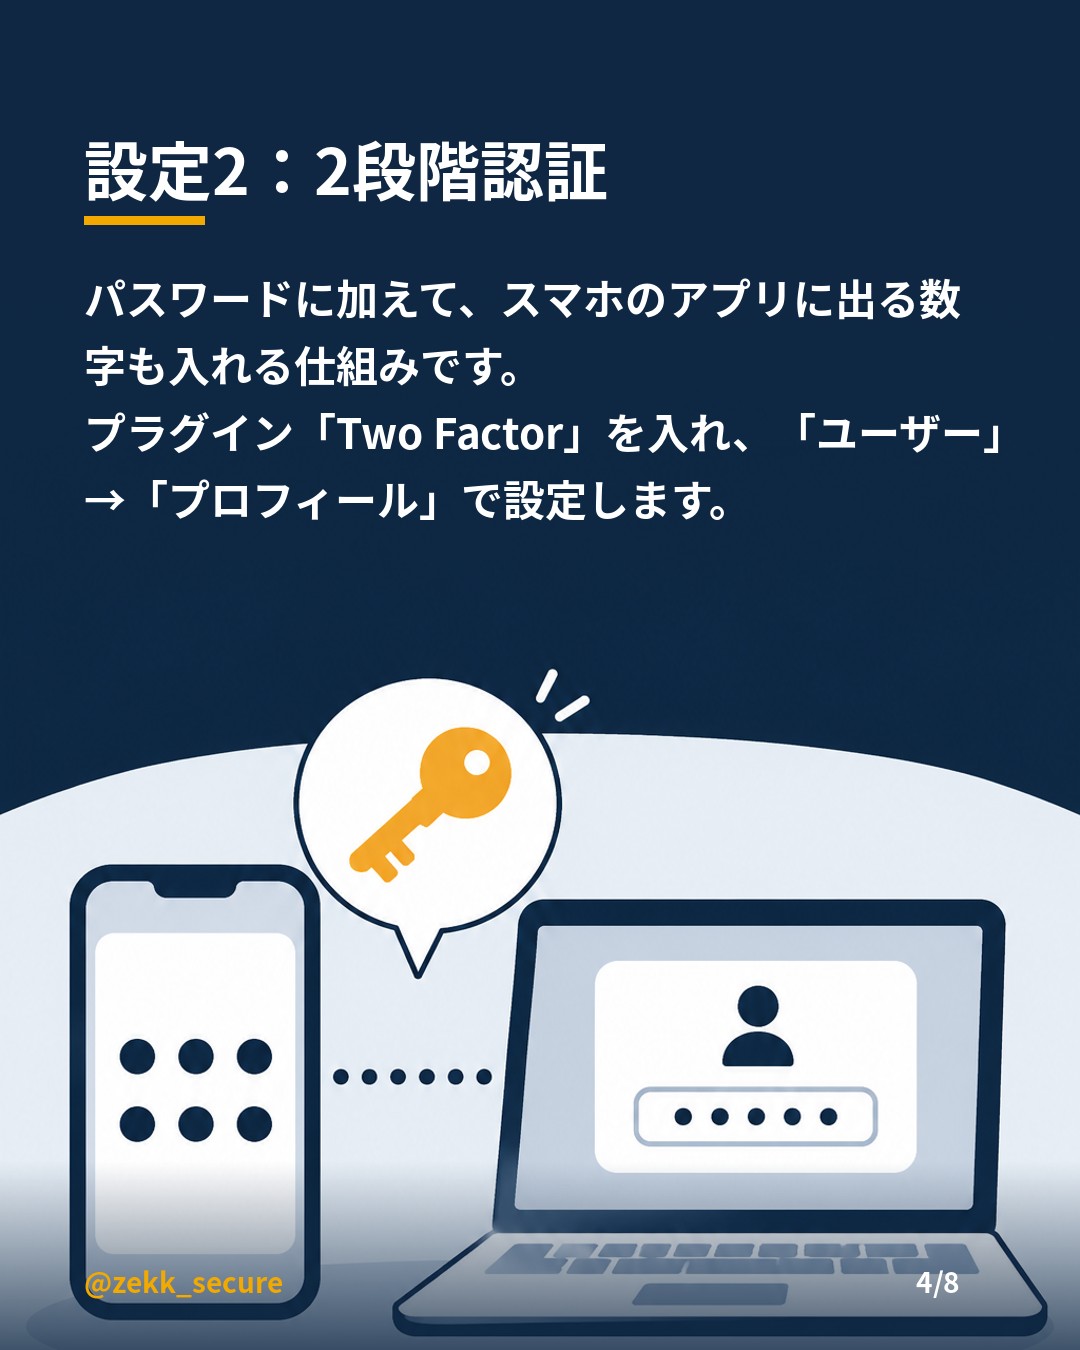 設定2：2段階認証
パスワードに加えて、スマホのアプリに出る数
字も入れる仕組みです。
プラグイン「Two Factor」を入れ、「ユーザー」
→「プロフィール」で設定します。
@zekk_secure
4/8